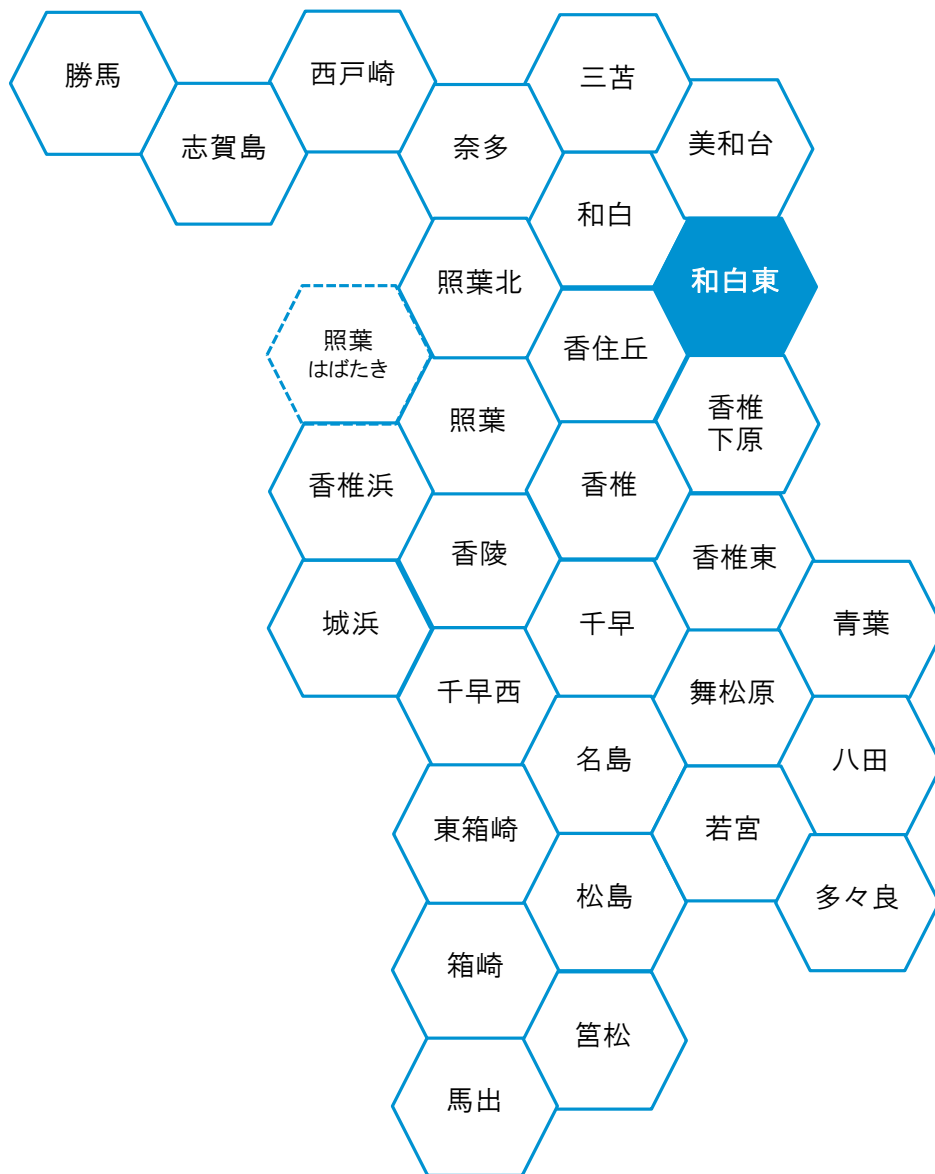 勝馬
西戸崎
三苫
志賀島
奈多
美和台
和白
照葉北
和白東
照葉
はばたき
香住丘
照葉
香椎
下原
香椎浜
香椎
香陵
香椎東
城浜
千早
青葉
千早西
舞松原
名島
八田
東箱崎
若宮
松島
多々良
箱崎
筥松
馬出